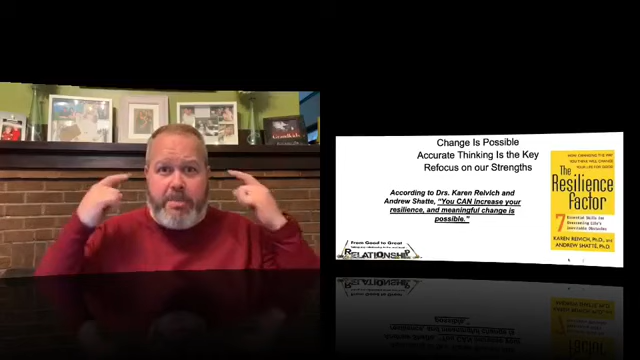 Change Is Possible
Accurate Thinking Is the Key
Refocus on our Strengths
According to Drs. Karen Reivich and
Andrew Shatte, "You CAN increase your
resilience, and meaningful change is
possible."
From Good to Great
RELATIONSHIP
The
Resilience
Factor
7 Essential Skills for
Overcoming Life's
Inevitable Obstacles
KAREN REIVICH, PH.D., AND
ANDREW SHATTÉ, PH.D.